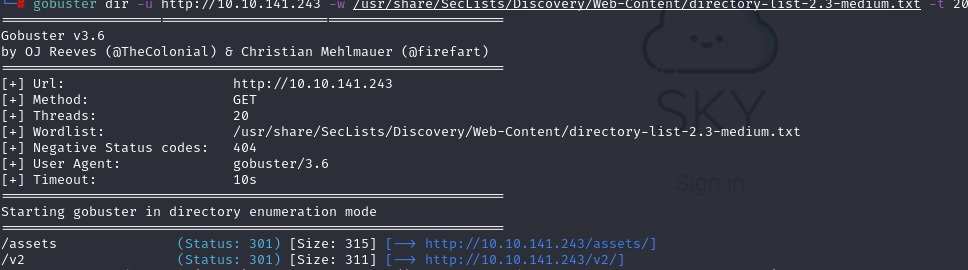 └─# gobuster dir -u http://10.10.141.243 -w /usr/share/SecLists/Discovery/Web-Content/directory-list-2.3-medium.txt -t 20
===============================================================
Gobuster v3.6
by OJ Reeves (@TheColonial) & Christian Mehlmauer (@firefart)
===============================================================
[+] Url:                     http://10.10.141.243
[+] Method:                  GET
[+] Threads:                 20
[+] Wordlist:                /usr/share/SecLists/Discovery/Web-Content/directory-list-2.3-medium.txt
[+] Negative Status codes:   404
[+] User Agent:              gobuster/3.6
[+] Timeout:                 10s
===============================================================
Starting gobuster in directory enumeration mode
===============================================================
/assets               (Status: 301) [Size: 315] [--> http://10.10.141.243/assets/]
/v2                   (Status: 301) [Size: 311] [--> http://10.10.141.243/v2/]
SKY
Sign in